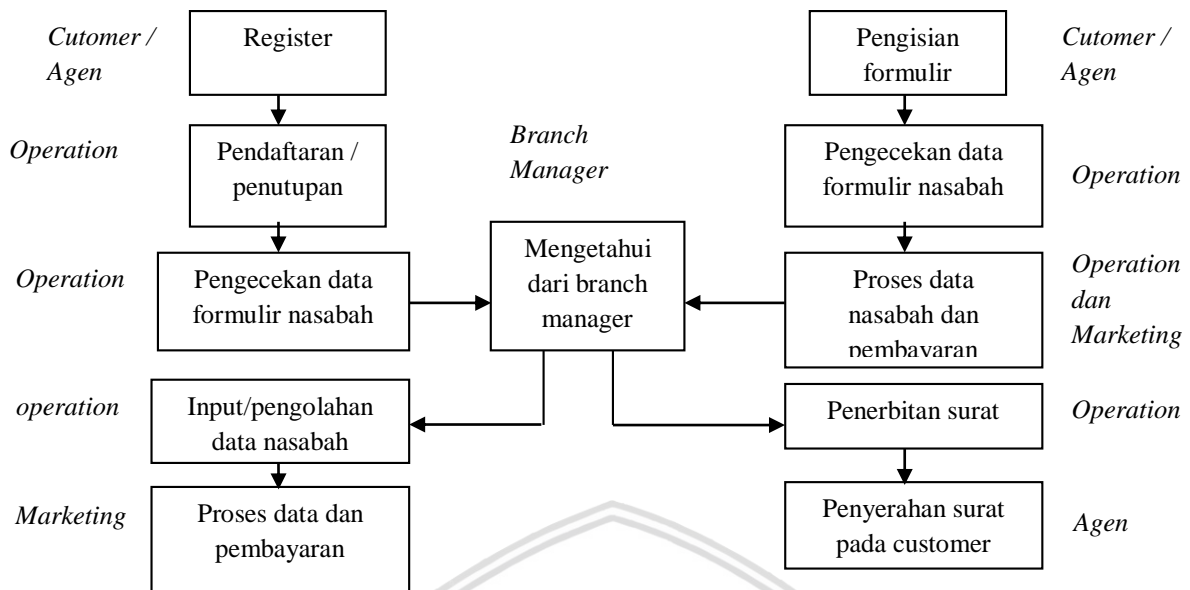 Cutomer /
Agen
Register
Pengisian
formulir
Cutomer /
Agen
Operation
Pendaftaran /
penutupan
Branch
Manager
Pengecekan data
formulir nasabah
Operation
Operation
Pengecekan data
formulir nasabah
Mengetahui
dari branch
manager
Proses data
nasabah dan
pembayaran
Operation
dan
Marketing
operation
Input/pengolahan
data nasabah
Penerbitan surat
Operation
Marketing
Proses data dan
pembayaran
Penyerahan surat
pada customer
Agen